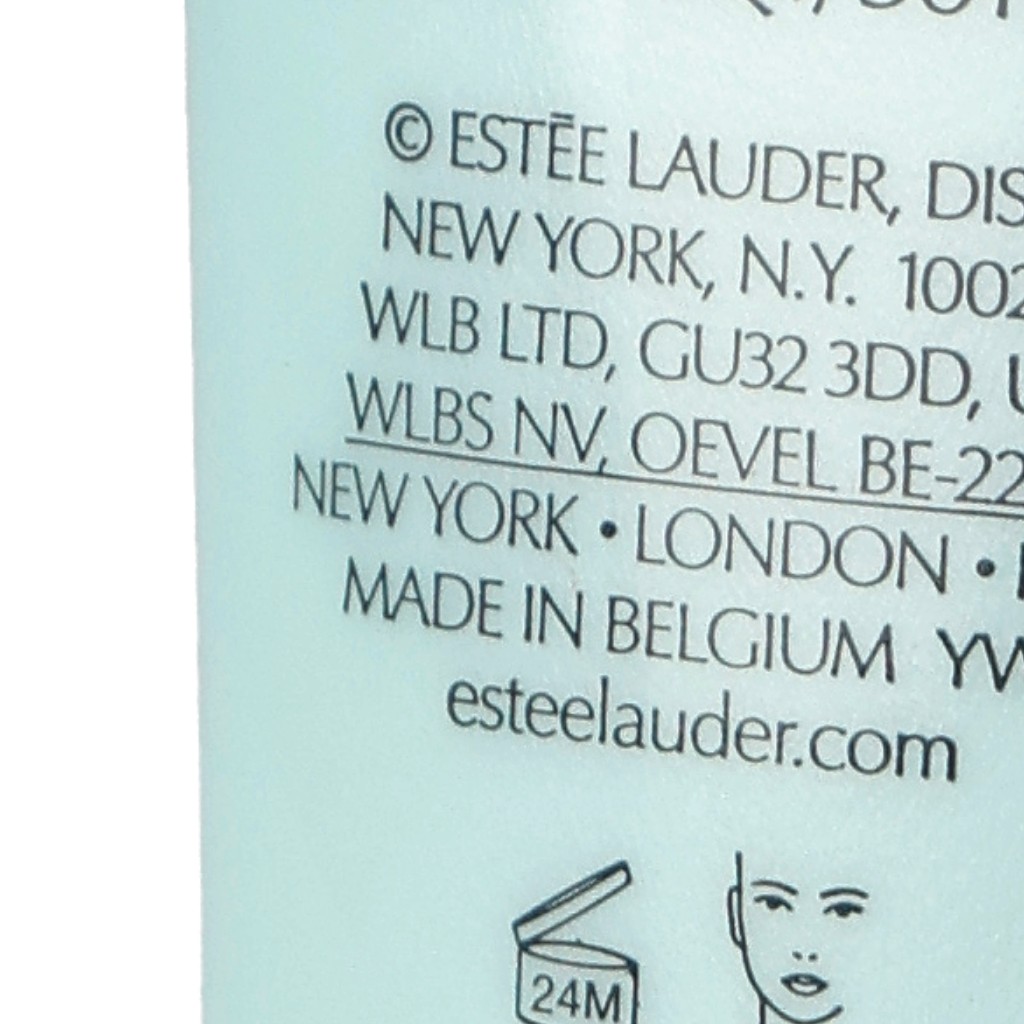 © ESTĒE LAUDER, DIS
NEW YORK, N.Y. 1002
WLB LTD, GU32 3DD, U
WLBS NV, OEVEL BE-22
NEW YORK • LONDON •
MADE IN BELGIUM YW
esteelauder.com
24M